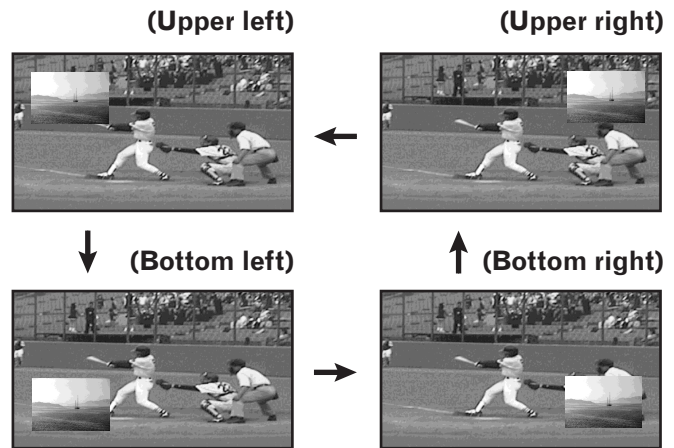 (Upper left)
(Upper right)
(Bottom left)
(Bottom right)